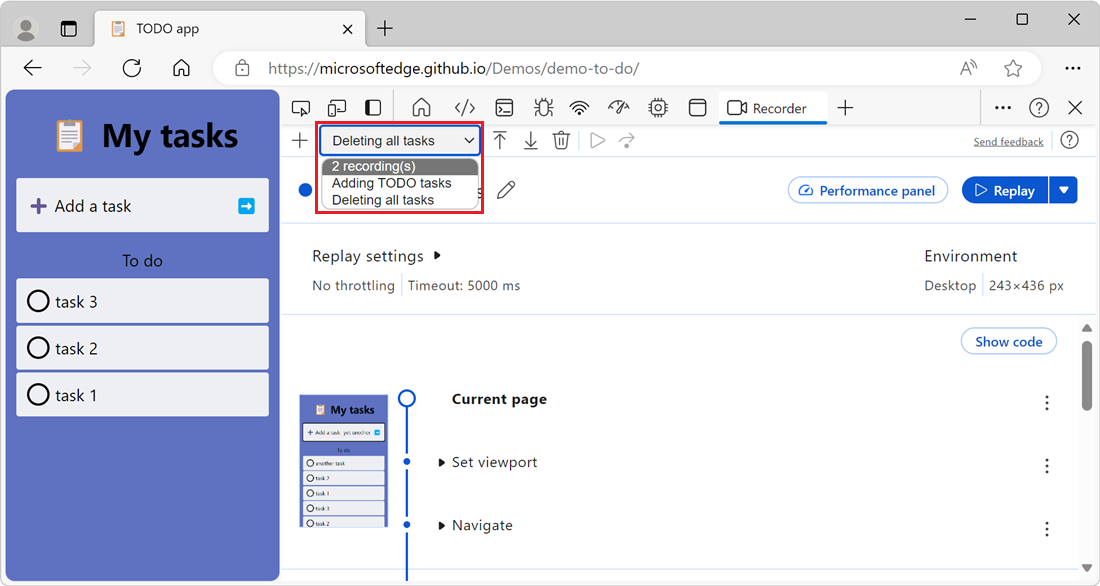 TODO app
https://microsoftedge.github.io/Demos/demo-to-do/
Recorder
My tasks
Add a task
To do
task 3
task 2
task 1
Deleting all tasks
2 recording(s)
Adding TODO tasks
Deleting all tasks
Send feedback
Performance panel
Replay
Replay settings
No throttling
Timeout: 5000 ms
Environment
Desktop
243×436 px
Show code
My tasks
Add a task yet another
To do
another task
task 2
task 1
task 3
task 2
Current page
Set viewport
Navigate